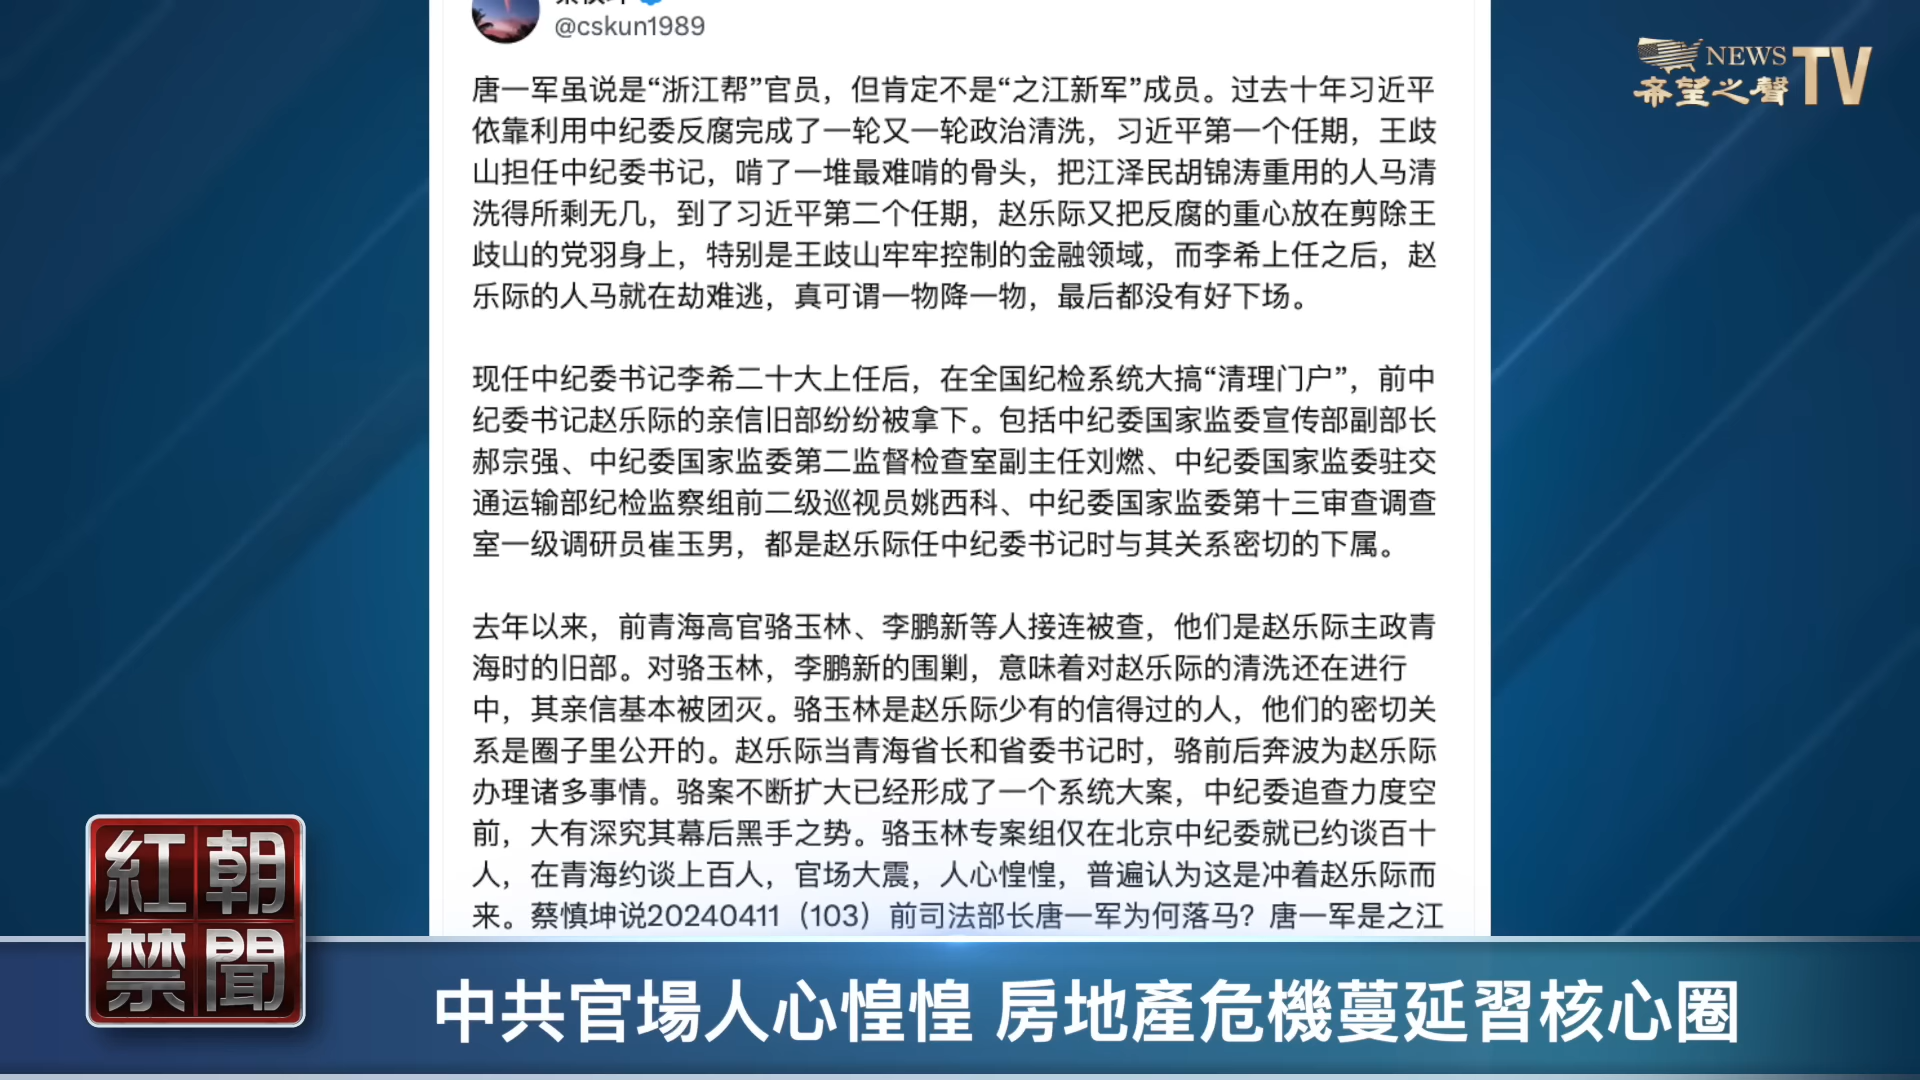 @cskun1989
NEWS
希望之聲TV
唐一军虽说是“浙江帮”官员，但肯定不是“之江新军”成员。过去十年习近平
依靠利用中纪委反腐完成了一轮又一轮政治清洗，习近平第一个任期，王歧
山担任中纪委书记，啃了一堆最难啃的骨头，把江泽民胡锦涛重用的人马清
洗得所剩无几，到了习近平第二个任期，赵乐际又把反腐的重心放在剪除王
歧山的党羽身上，特别是王歧山牢牢控制的金融领域，而李希上任之后，赵
乐际的人马就在劫难逃，真可谓一物降一物，最后都没有好下场。
现任中纪委书记李希二十大上任后，在全国纪检系统大搞“清理门户”，前中
纪委书记赵乐际的亲信旧部纷纷被拿下。包括中纪委国家监委宣传部副部长
郝宗强、中纪委国家监委第二监督检查室副主任刘燃、中纪委国家监委驻交
通运输部纪检监察组前二级巡视员姚西科、中纪委国家监委第十三审查调查
室一级调研员崔玉男，都是赵乐际任中纪委书记时与其关系密切的下属。
去年以来，前青海高官骆玉林、李鹏新等人接连被查，他们是赵乐际主政青
海时的旧部。对骆玉林，李鹏新的围剿，意味着对赵乐际的清洗还在进行
中，其亲信基本被团灭。骆玉林是赵乐际少有的信得过的人，他们的密切关
系是圈子里公开的。赵乐际当青海省长和省委书记时，骆前后奔波为赵乐际
办理诸多事情。骆案不断扩大已经形成了一个系统大案，中纪委追查力度空
前，大有深究其幕后黑手之势。骆玉林专案组仅在北京中纪委就已约谈百十
人，在青海约谈上百人，官场大震，人心惶惶，普遍认为这是冲着赵乐际而
来。蔡慎坤说20240411（103）前司法部长唐一军为何落马？唐一军是之江
紅朝
禁聞
中共官場人心惶惶 房地產危機蔓延習核心圈